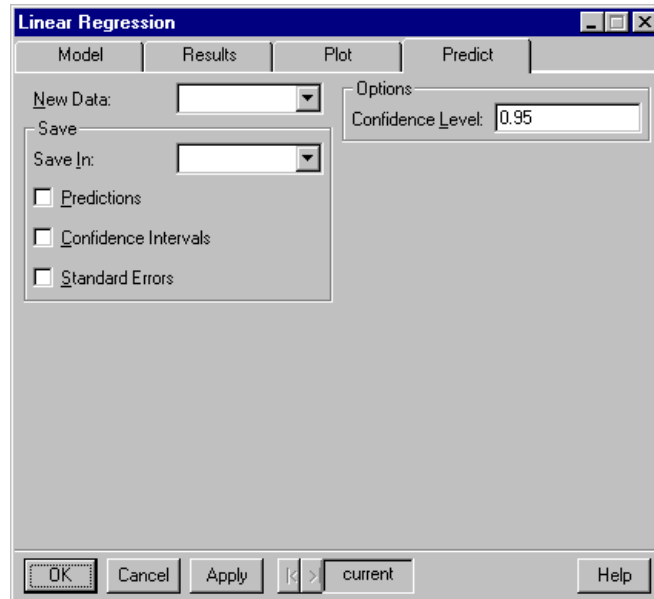 Linear Regression
Model Results Plot Predict
New Data:
Save
Save In:
Predictions
Confidence Intervals
Standard Errors
Options
Confidence Level: 0.95
OK Cancel Apply current Help